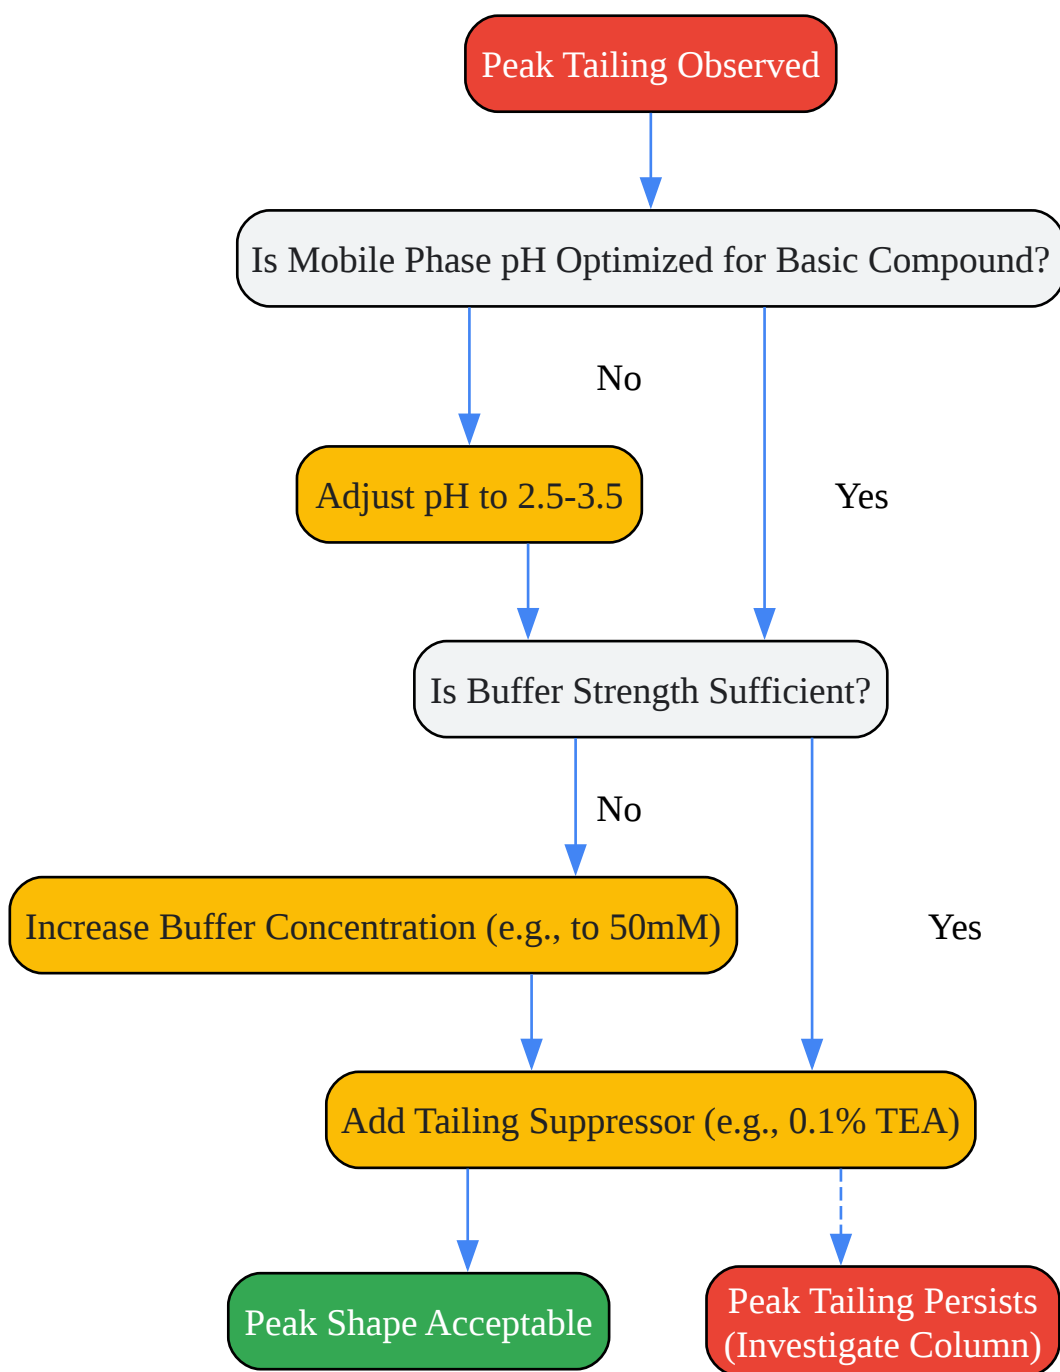 Peak Tailing Observed
Is Mobile Phase pH Optimized for Basic Compound?
No
Adjust pH to 2.5-3.5
Yes
Is Buffer Strength Sufficient?
No
Increase Buffer Concentration (e.g., to 50mM)
Yes
Add Tailing Suppressor (e.g., 0.1% TEA)
Peak Shape Acceptable
Peak Tailing Persists
(Investigate Column)